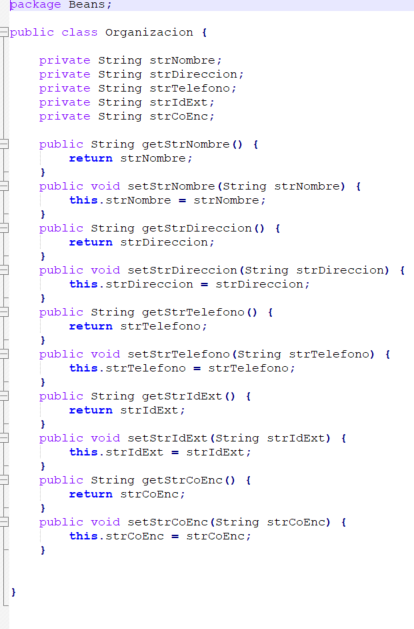 package Beans;
public class Organizacion {
private String strNombre;
private String strDireccion;
private String strTelefono;
private String strIdExt;
private String strCoEnc;
public String getStrNombre() {
return strNombre;
}
public void setStrNombre(String strNombre) {
this.strNombre = strNombre;
}
public String getStrDireccion() {
return strDireccion;
}
public void setStrDireccion(String strDireccion) {
this.strDireccion = strDireccion;
}
public String getStrTelefono() {
return strTelefono;
}
public void setStrTelefono(String strTelefono) {
this.strTelefono = strTelefono;
}
public String getStrIdExt() {
return strIdExt;
}
public void setStrIdExt(String strIdExt) {
this.strIdExt = strIdExt;
}
public String getStrCoEnc() {
return strCoEnc;
}
public void setStrCoEnc(String strCoEnc) {
this.strCoEnc = strCoEnc;
}
}